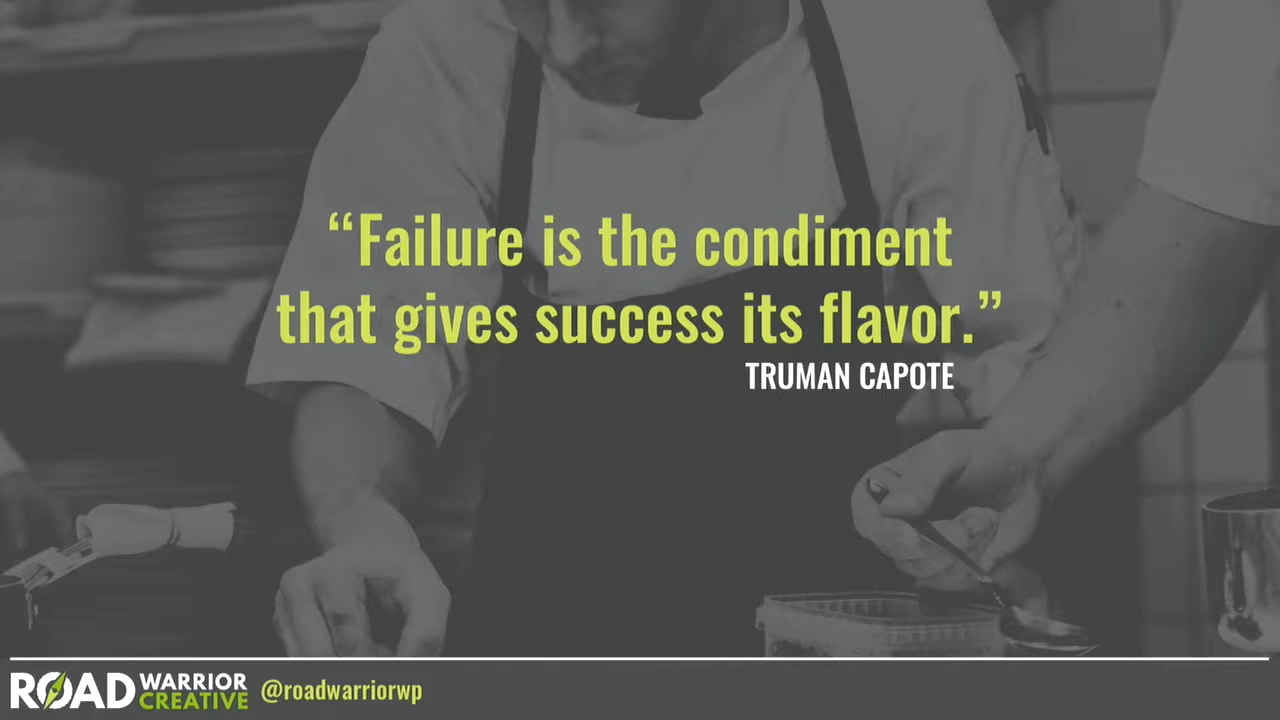 “Failure is the condiment
that gives success its flavor.”
TRUMAN CAPOTE
ROAD WARRIOR CREATIVE @roadwarriorwp